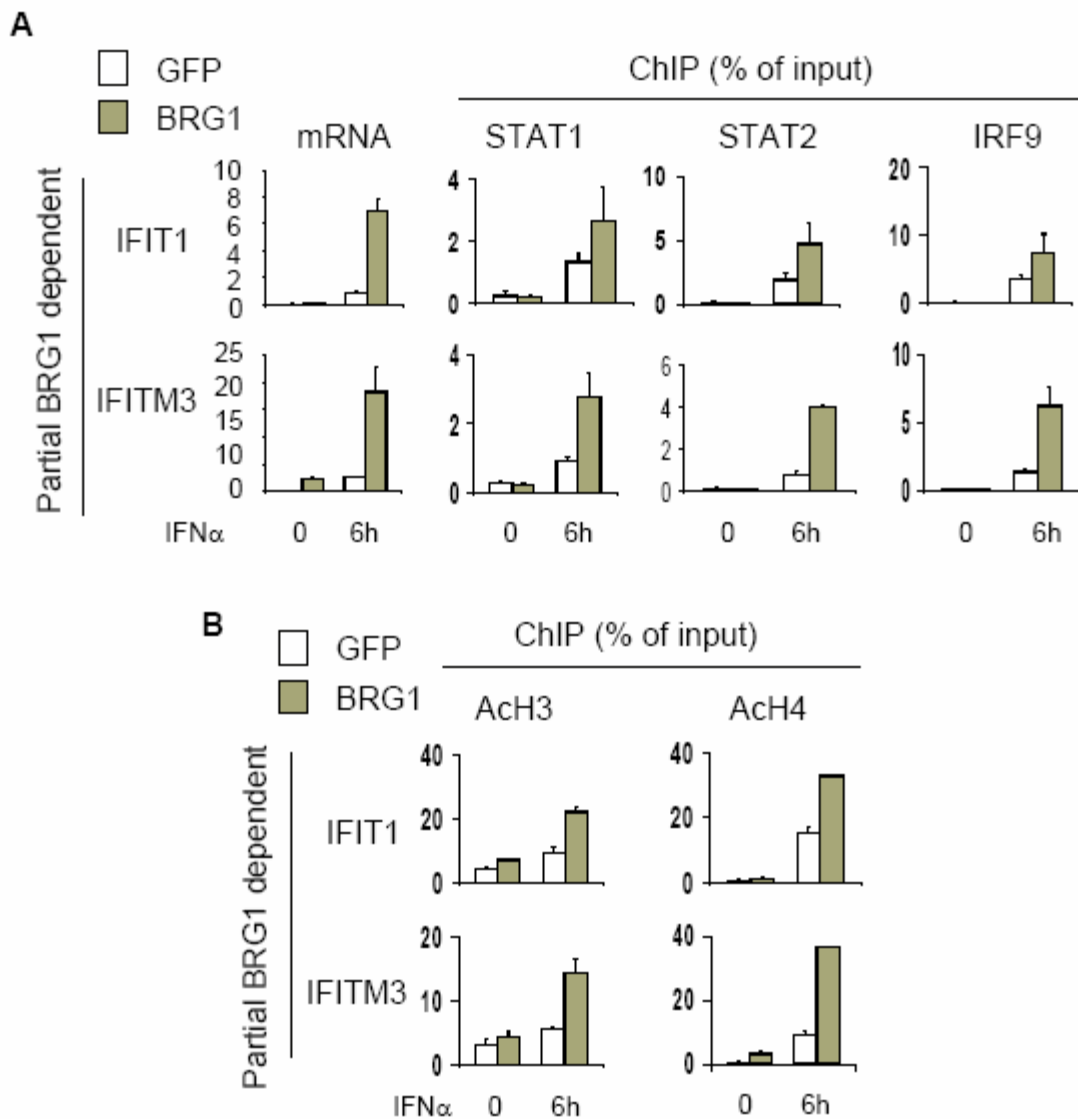 A
GFP
BRG1
ChIP (% of input)
mRNA STAT1 STAT2 IRF9
Partial BRG1 dependent
IFIT1
10
8
6
4
2
0
4
2
0
10
5
0
20
10
0
IFITM3
25
20
15
10
5
0
4
2
0
6
4
2
0
10
5
0
IFNα 0 6h 0 6h 0 6h 0 6h
B
GFP
BRG1
ChIP (% of input)
AcH3 AcH4
Partial BRG1 dependent
IFIT1
40
20
0
40
20
0
IFITM3
20
10
0
40
20
0
IFNα 0 6h 0 6h